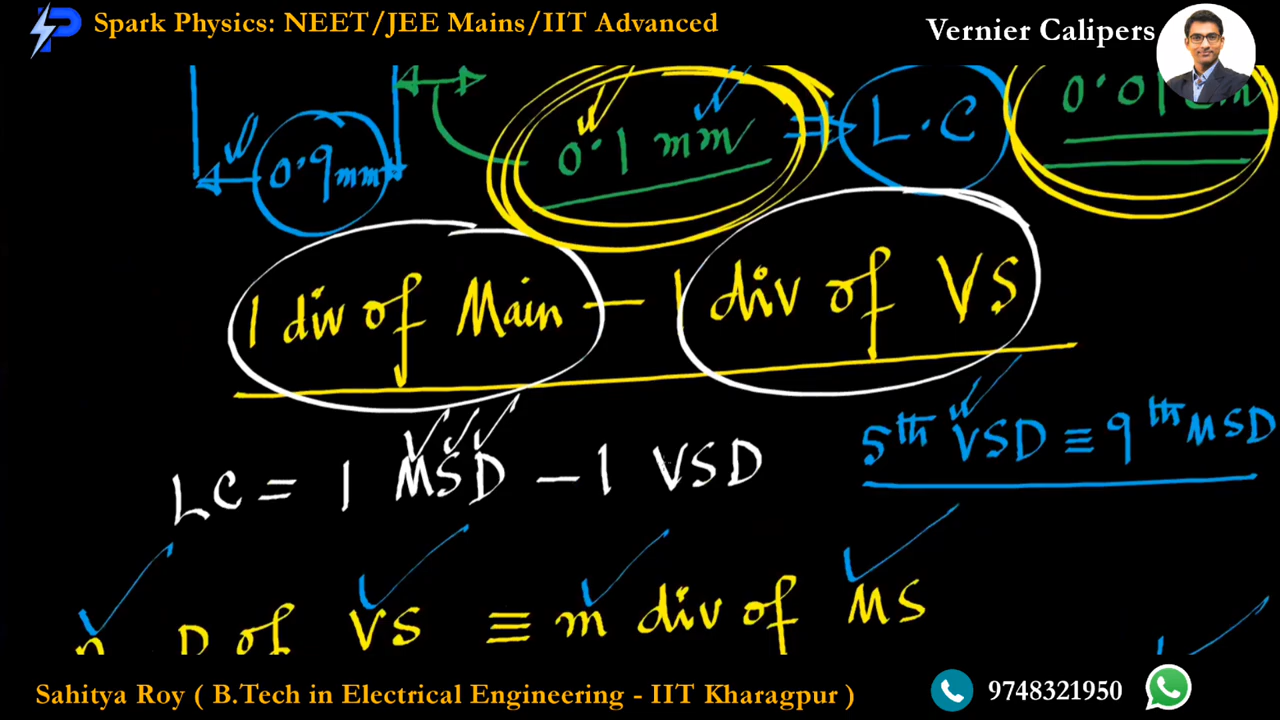 Spark Physics: NEET/JEE Mains/IIT Advanced
Vernier Calipers
0.9mm
0.1 mm ⇒ L.C
0.01 cm
1 div of Main — 1 div of VS
5th VSD ≡ 9th MSD
LC = 1 MSD – 1 VSD
D of VS ≡ m div of MS
Sahitya Roy ( B.Tech in Electrical Engineering - IIT Kharagpur )
9748321950